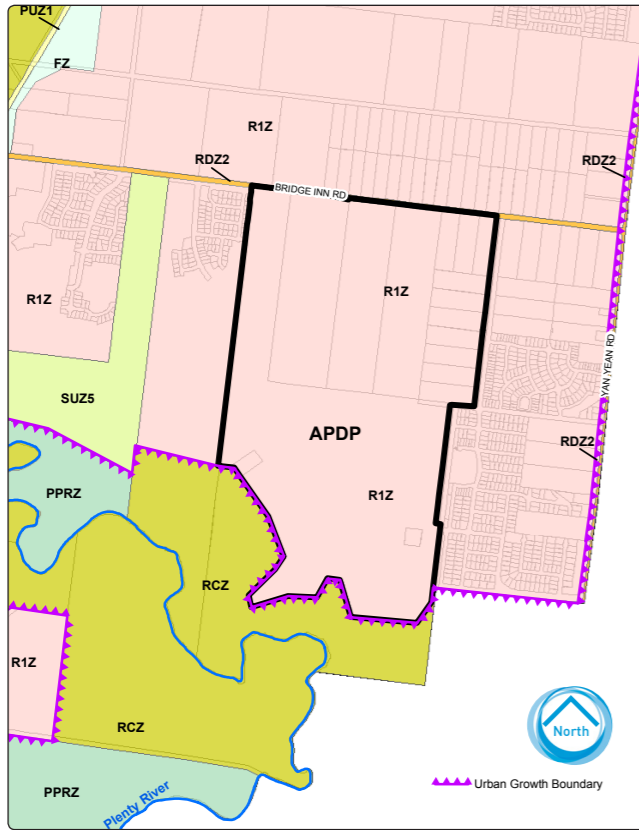 PUZ1
FZ
R1Z
RDZ2
RDZ2
BRIDGE INN RD
R1Z
R1Z
YAN YEAN RD
SUZ5
APDP
RDZ2
PPRZ
R1Z
RCZ
R1Z
North
RCZ
Urban Growth Boundary
PPRZ
Plenty River